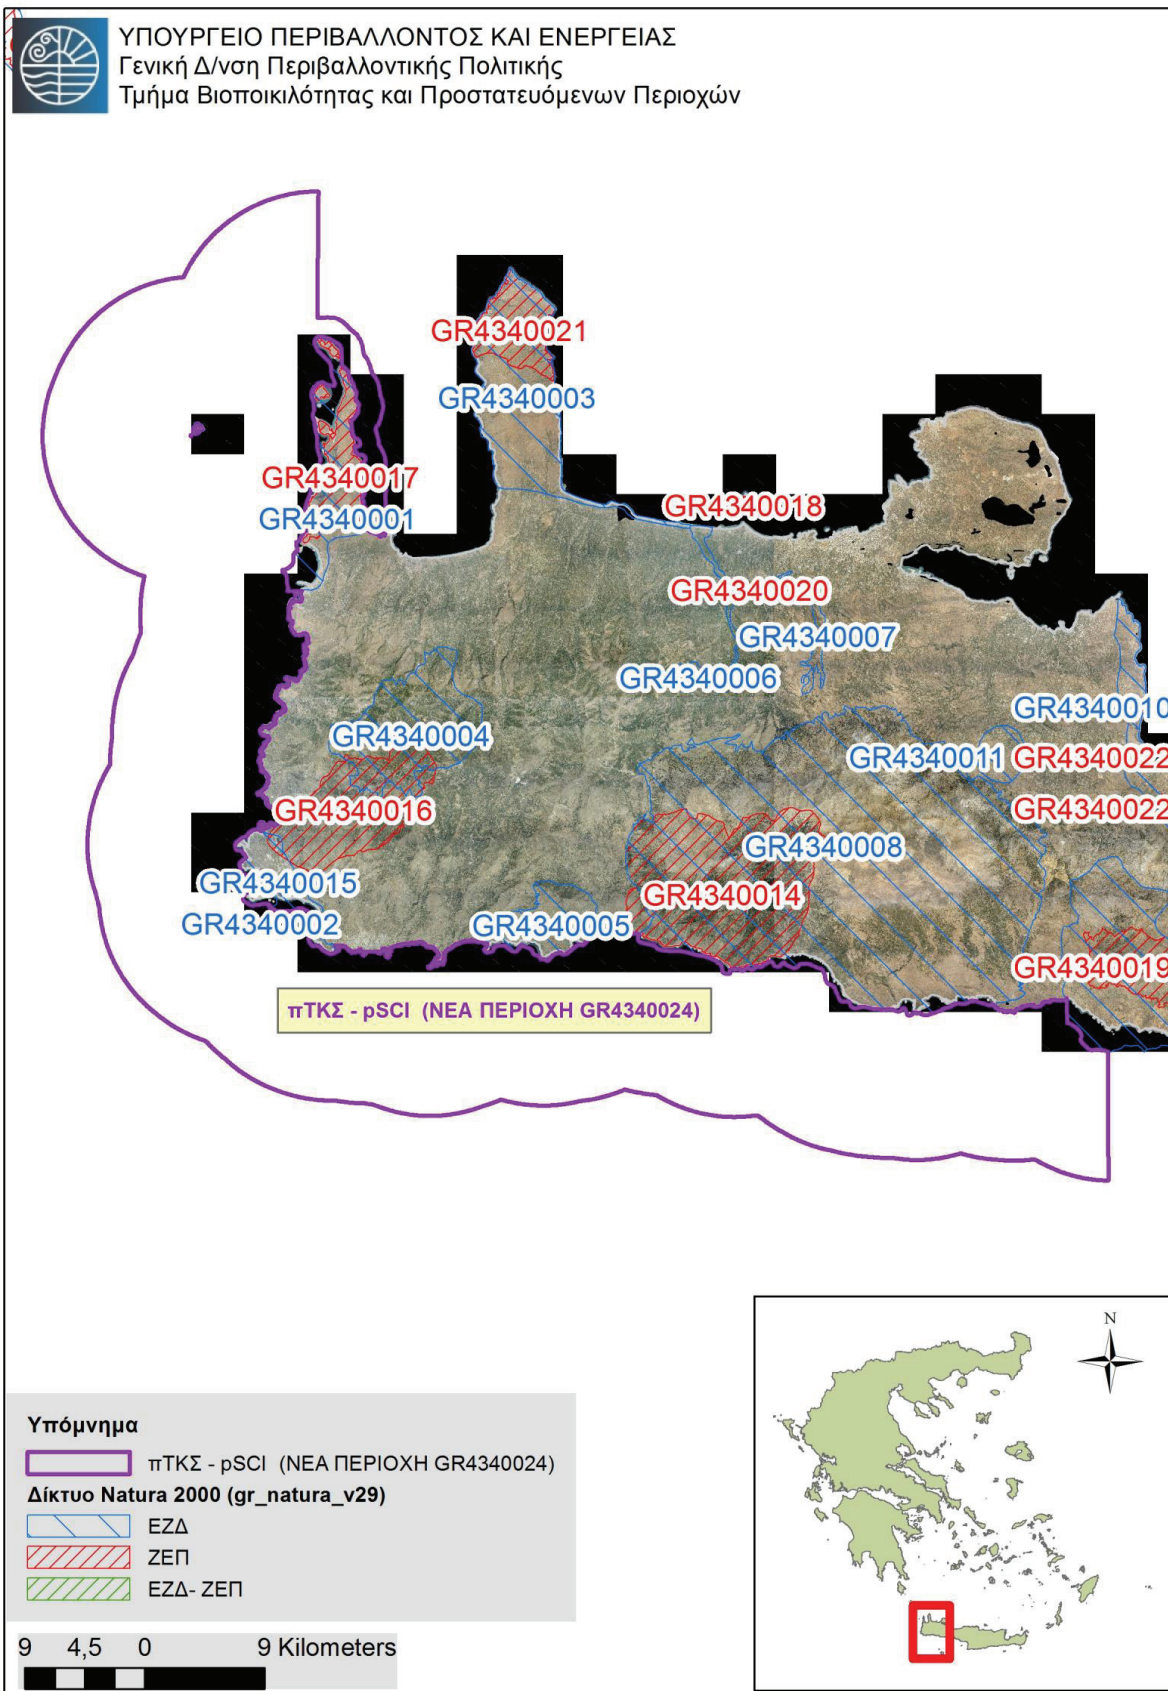 ΥΠΟΥΡΓΕΙΟ ΠΕΡΙΒΑΛΛΟΝΤΟΣ ΚΑΙ ΕΝΕΡΓΕΙΑΣ
Γενική Δ/νση Περιβαλλοντικής Πολιτικής
Τμήμα Βιοποικιλότητας και Προστατευόμενων Περιοχών
GR4340021
GR4340003
GR4340017
GR4340018
GR4340001
GR4340020
GR4340007
GR4340006
GR4340010
GR4340004
GR4340011
GR4340022
GR4340016
GR4340022
GR4340008
GR4340015
GR4340014
GR4340002
GR4340005
GR4340019
πΤΚΣ - pSCI (ΝΕΑ ΠΕΡΙΟΧΗ GR4340024)
N
Υπόμνημα
πΤΚΣ - pSCI (ΝΕΑ ΠΕΡΙΟΧΗ GR4340024)
Δίκτυο Natura 2000 (gr_natura_v29)
ΕΖΔ
ΖΕΠ
ΕΖΔ- ΖΕΠ
9 4,5 0 9 Kilometers